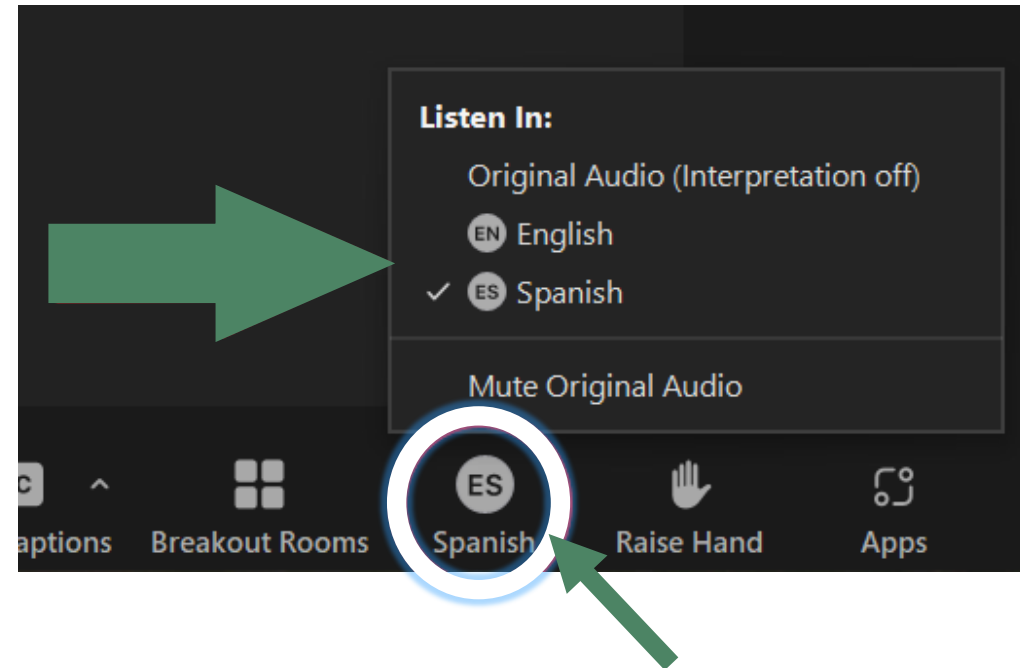 Listen In:
Original Audio (Interpretation off)
EN English
ES Spanish
Mute Original Audio
C
ES
aptions Breakout Rooms Spanish Raise Hand Apps